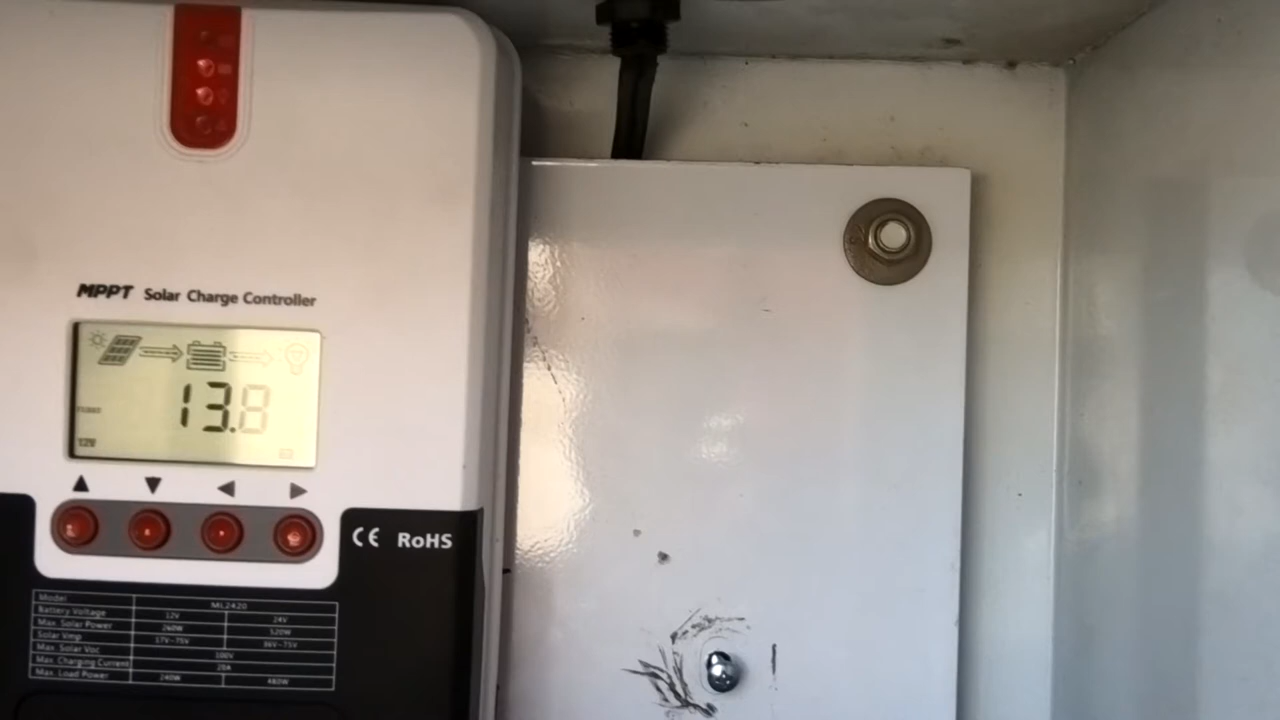 MPPT Solar Charge Controller
13.8
12V
CE RoHS
Model ML2420
Battery Voltage 12V 24V
Max. Solar Power 260W 520W
Solar Vmp 17V~75V 36V~75V
Max. Solar Voc 100V
Max. Charging Current 20A
Max. Load Power 240W 480W